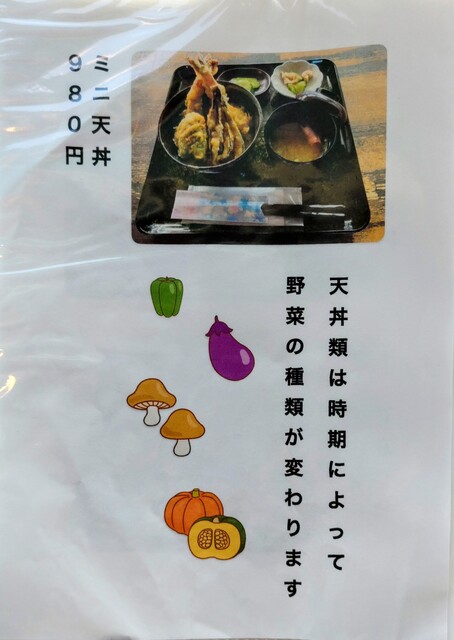 ミニ天丼
980円
天丼類は時期によって
野菜の種類が変わります